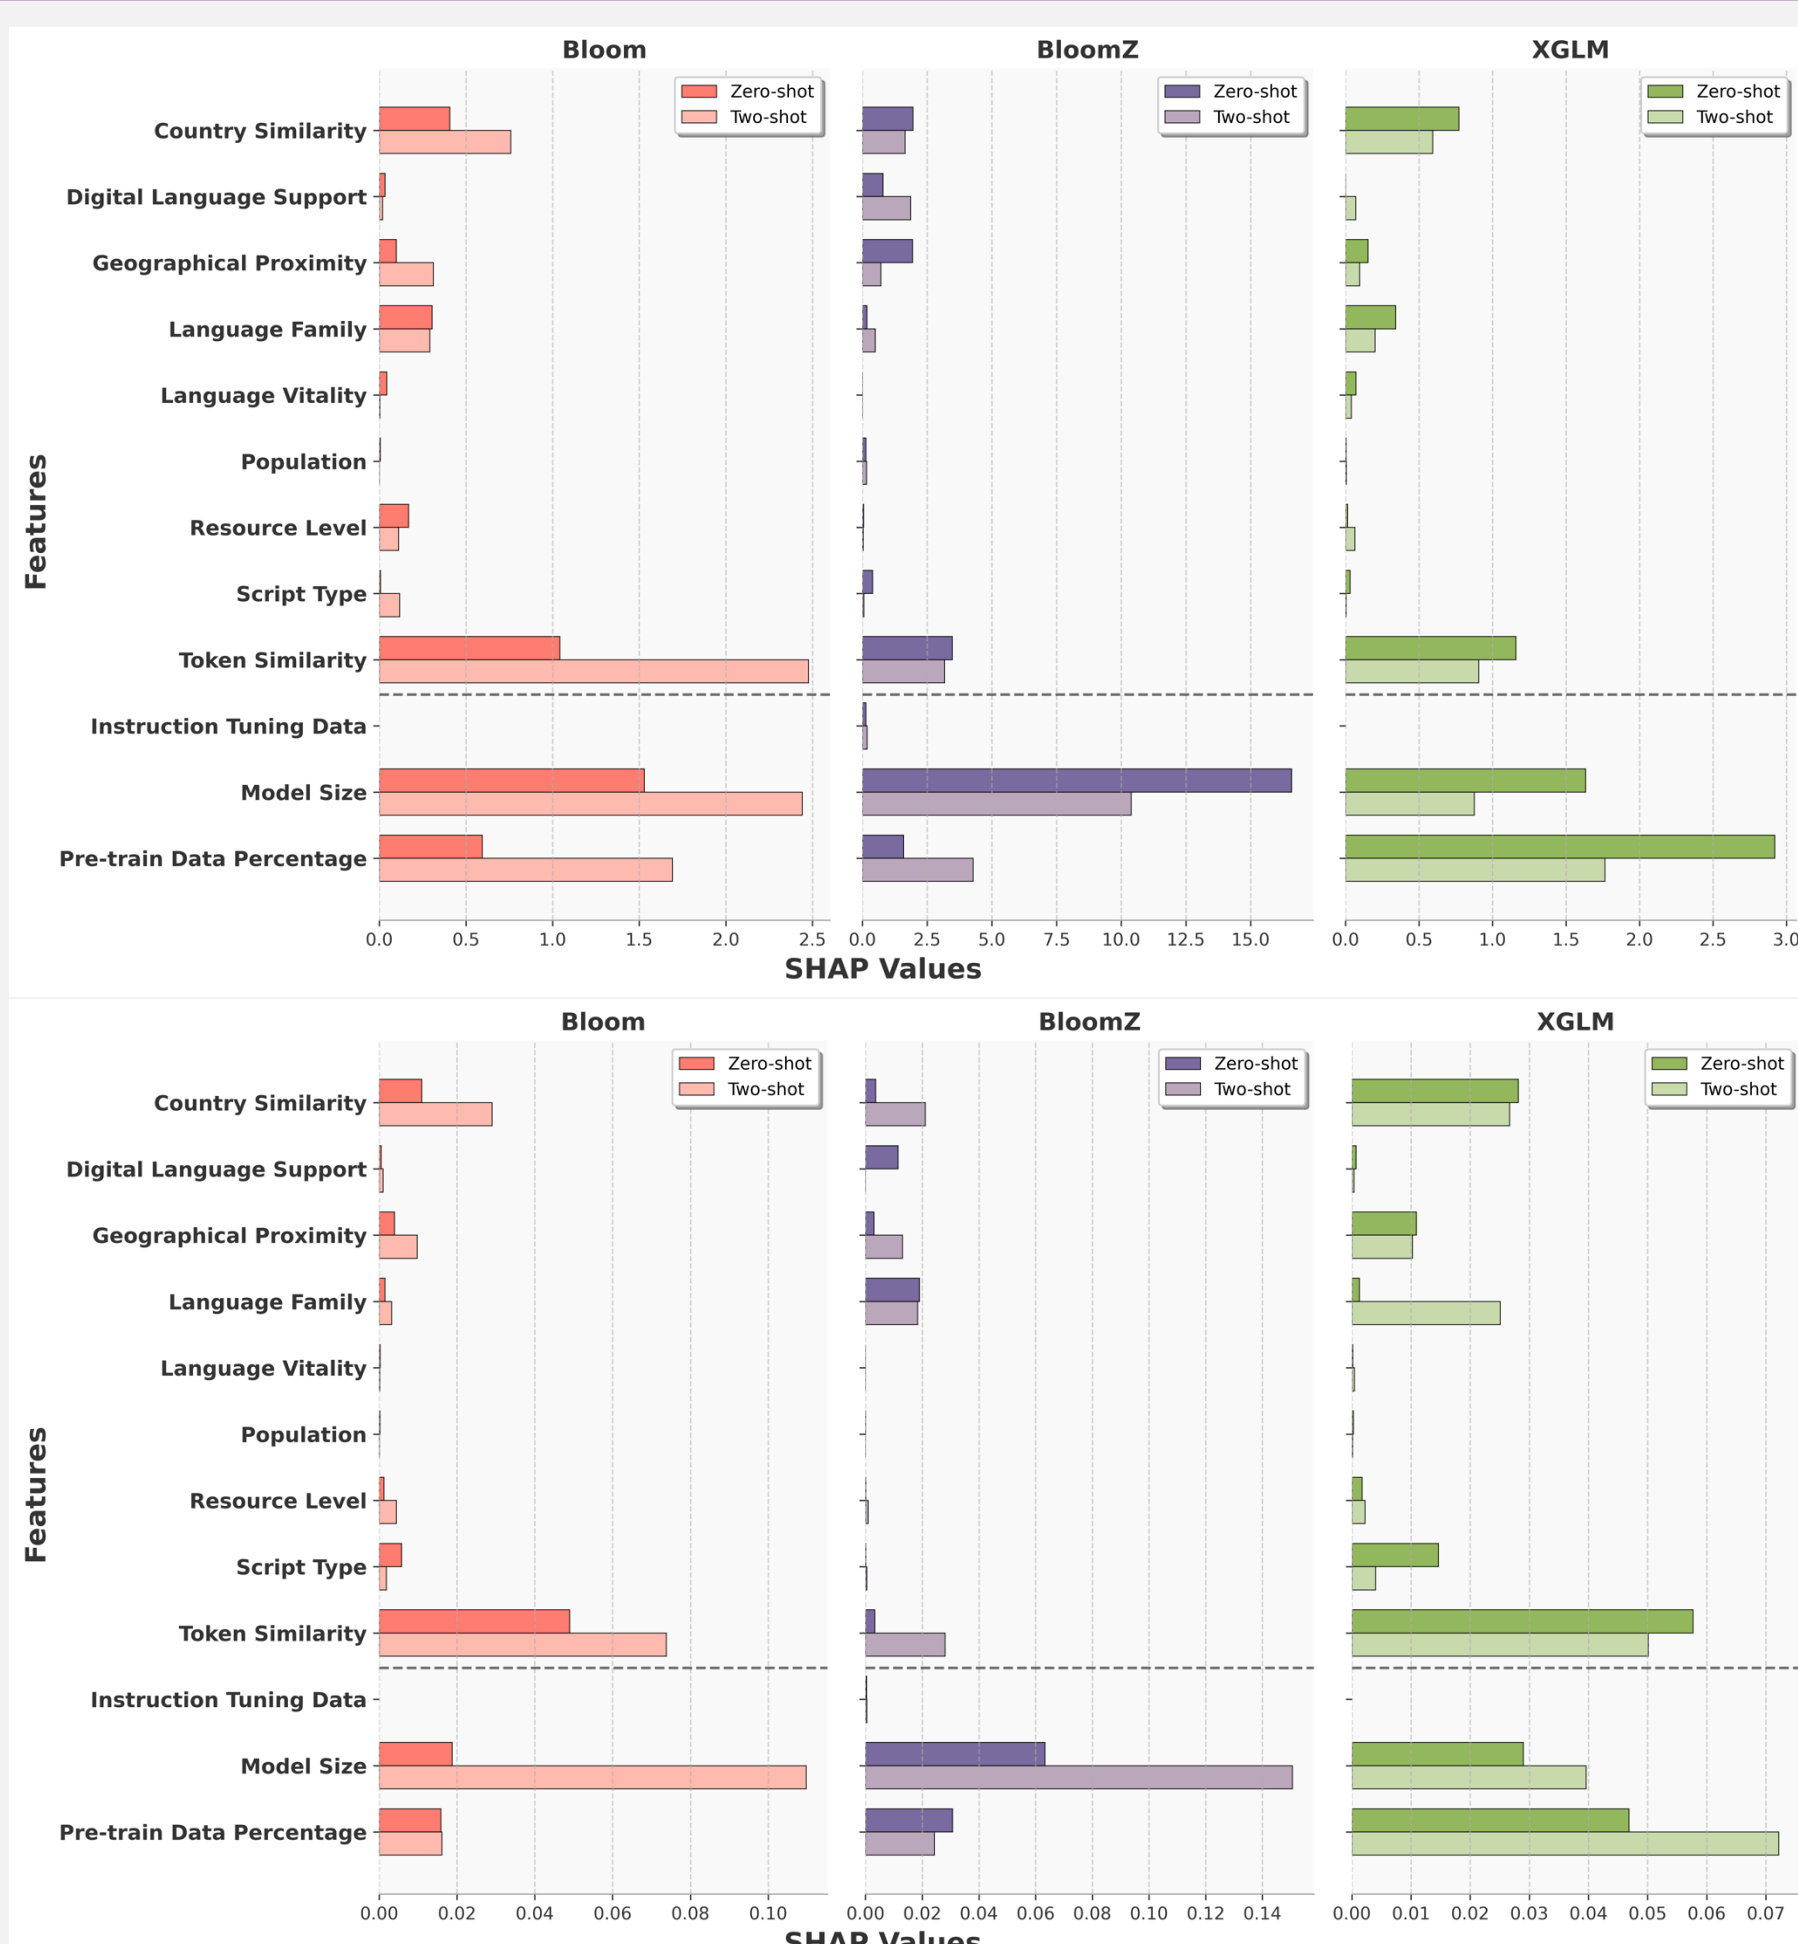 Bloom
BloomZ
XGLM
Zero-shot
Two-shot
Zero-shot
Two-shot
Zero-shot
Two-shot
Features
Country Similarity
Digital Language Support
Geographical Proximity
Language Family
Language Vitality
Population
Resource Level
Script Type
Token Similarity
Instruction Tuning Data
Model Size
Pre-train Data Percentage
0.0 0.5 1.0 1.5 2.0 2.5
0.0 2.5 5.0 7.5 10.0 12.5 15.0
0.0 0.5 1.0 1.5 2.0 2.5 3.0
SHAP Values
Bloom
BloomZ
XGLM
Zero-shot
Two-shot
Zero-shot
Two-shot
Zero-shot
Two-shot
Features
Country Similarity
Digital Language Support
Geographical Proximity
Language Family
Language Vitality
Population
Resource Level
Script Type
Token Similarity
Instruction Tuning Data
Model Size
Pre-train Data Percentage
0.00 0.02 0.04 0.06 0.08 0.10
0.00 0.02 0.04 0.06 0.08 0.10 0.12 0.14
0.00 0.01 0.02 0.03 0.04 0.05 0.06 0.07
SHAP Values